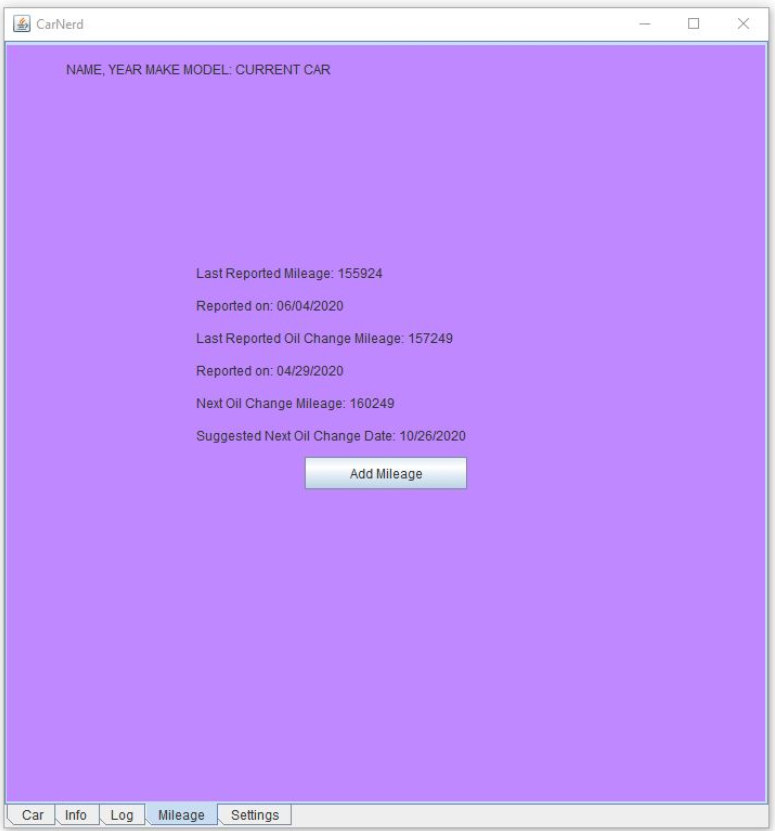 CarNerd
NAME, YEAR MAKE MODEL: CURRENT CAR
Last Reported Mileage: 155924
Reported on: 06/04/2020
Last Reported Oil Change Mileage: 157249
Reported on: 04/29/2020
Next Oil Change Mileage: 160249
Suggested Next Oil Change Date: 10/26/2020
Add Mileage
Car Info Log Mileage Settings